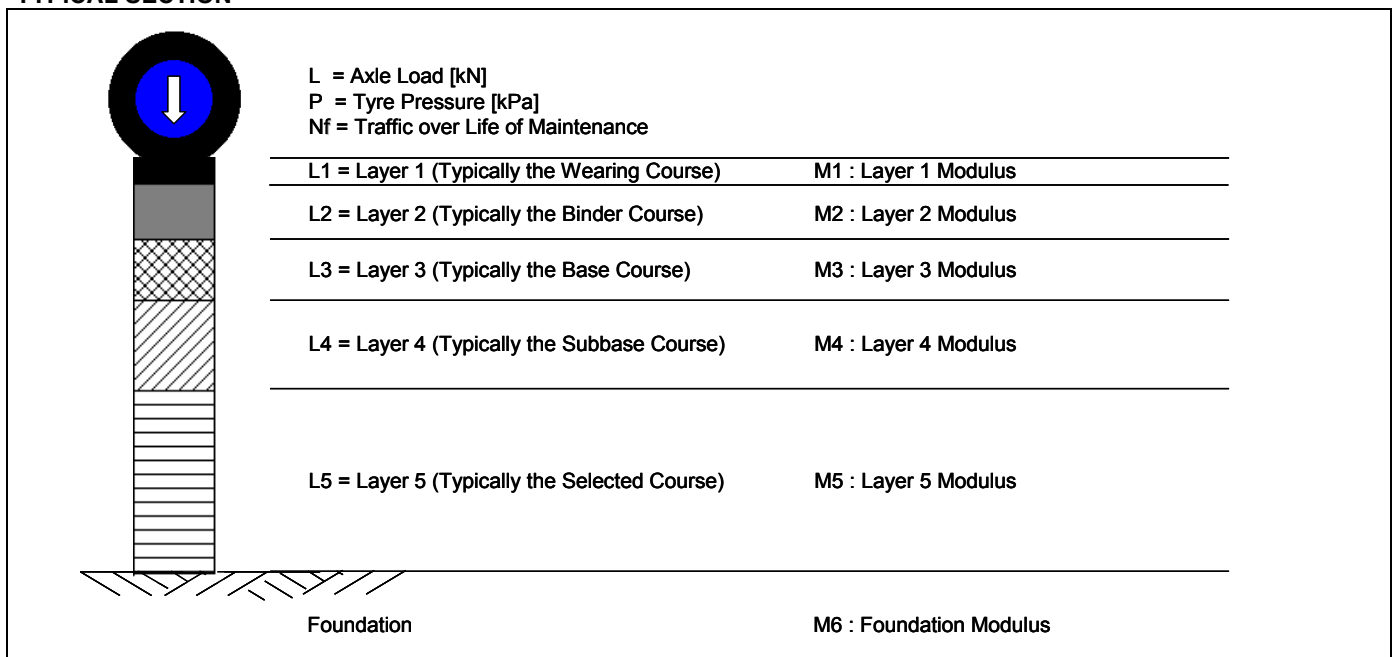 TYPICAL SECTION
L = Axle Load [kN]
P = Tyre Pressure [kPa]
Nf = Traffic over Life of Maintenance
L1 = Layer 1 (Typically the Wearing Course) M1 : Layer 1 Modulus
L2 = Layer 2 (Typically the Binder Course) M2 : Layer 2 Modulus
L3 = Layer 3 (Typically the Base Course) M3 : Layer 3 Modulus
L4 = Layer 4 (Typically the Subbase Course) M4 : Layer 4 Modulus
L5 = Layer 5 (Typically the Selected Course) M5 : Layer 5 Modulus
Foundation M6 : Foundation Modulus